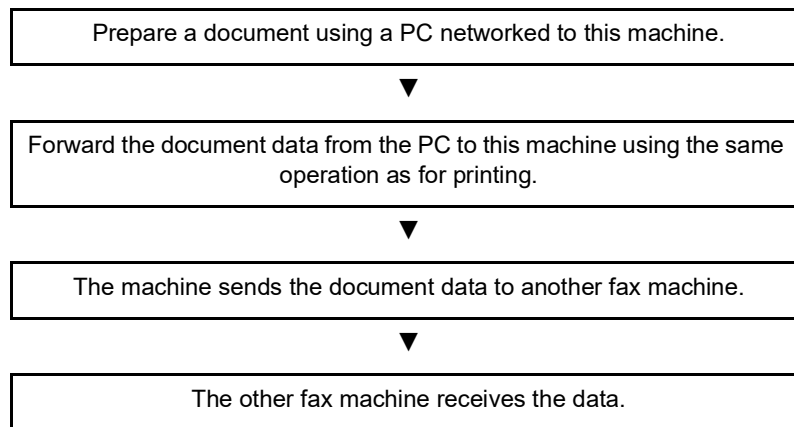 Prepare a document using a PC networked to this machine.
▼
Forward the document data from the PC to this machine using the same
operation as for printing.
▼
The machine sends the document data to another fax machine.
▼
The other fax machine receives the data.